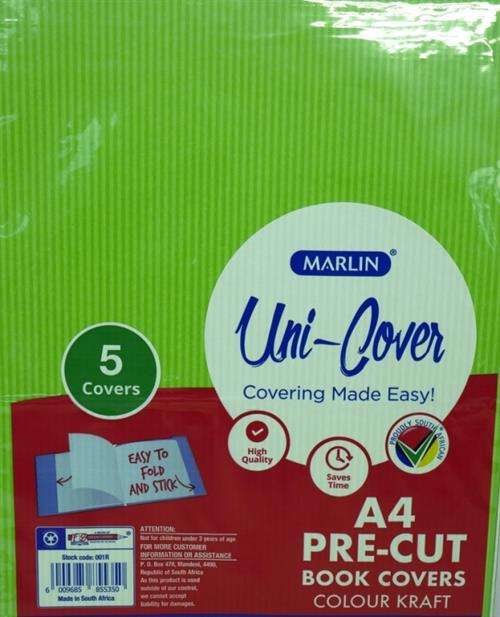 MARLIN®
Uni-Cover
Covering Made Easy!
5
Covers
High
Quality
Saves
Time
PROUDLY SOUTH AFRICAN
EASY TO
FOLD
AND STICK
A4
PRE-CUT
BOOK COVERS
COLOUR KRAFT
ATTENTION:
Not for children under 3 years of age
FOR MORE CUSTOMER
INFORMATION OR ASSISTANCE
P. O. Box 478, Mandeni, 4490,
Republic of South Africa
As this product is used
outside of our control,
we cannot accept
liability for damages.
Stock code: 001R
6 009685 855350
Made in South Africa